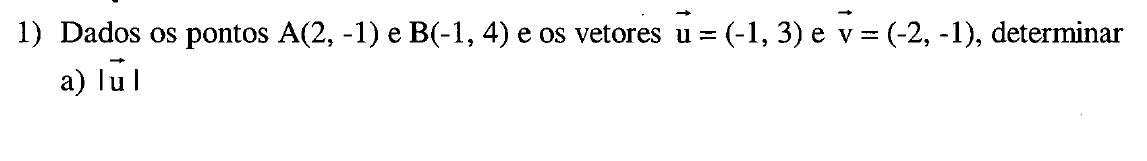 1) Dados os pontos A(2, -1) e B(-1, 4) e os vetores u⃗ = (-1, 3) e v⃗ = (-2, -1), determinar
a) |u⃗|